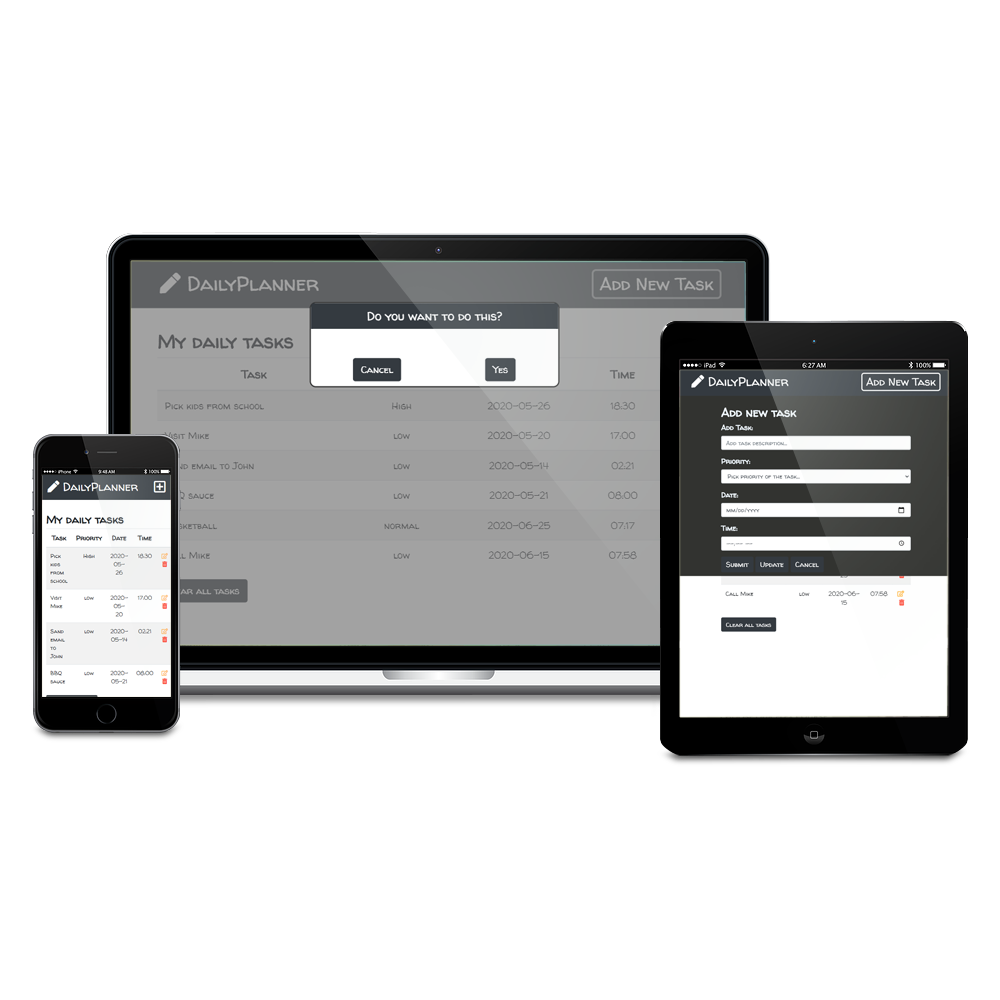 DailyPlanner
Add New Task
Do you want to do this?
Cancel
Yes
My daily tasks
Task
Time
Pick kids from school
High
2020-05-26
18:30
Visit Mike
low
2020-05-20
17:00
nd email to John
low
2020-05-14
02:21
Q sauce
low
2020-05-21
08:00
sketball
normal
2020-06-25
07:17
ll Mike
low
2020-06-15
07:58
ar all tasks
iPhone
9:48 AM
100%
DailyPlanner
My daily tasks
Task Priority Date Time
Pick
kids
from
school
High
2020-
05-
26
18:30
Visit
Mike
low
2020-
05-
20
17:00
Sand
email
to
John
low
2020-
05-14
02:21
BBQ
sauce
low
2020-
05-21
08:00
iPad
6:27 AM
100%
DailyPlanner
Add New Task
Add new task
Add Task:
Add task description...
Priority:
Pick priority of the task...
Date:
mm/dd/yyyy
Time:
--:-- --
Submit Update Cancel
Call Mike
low
2020-06-
15
07:58
Clear all tasks